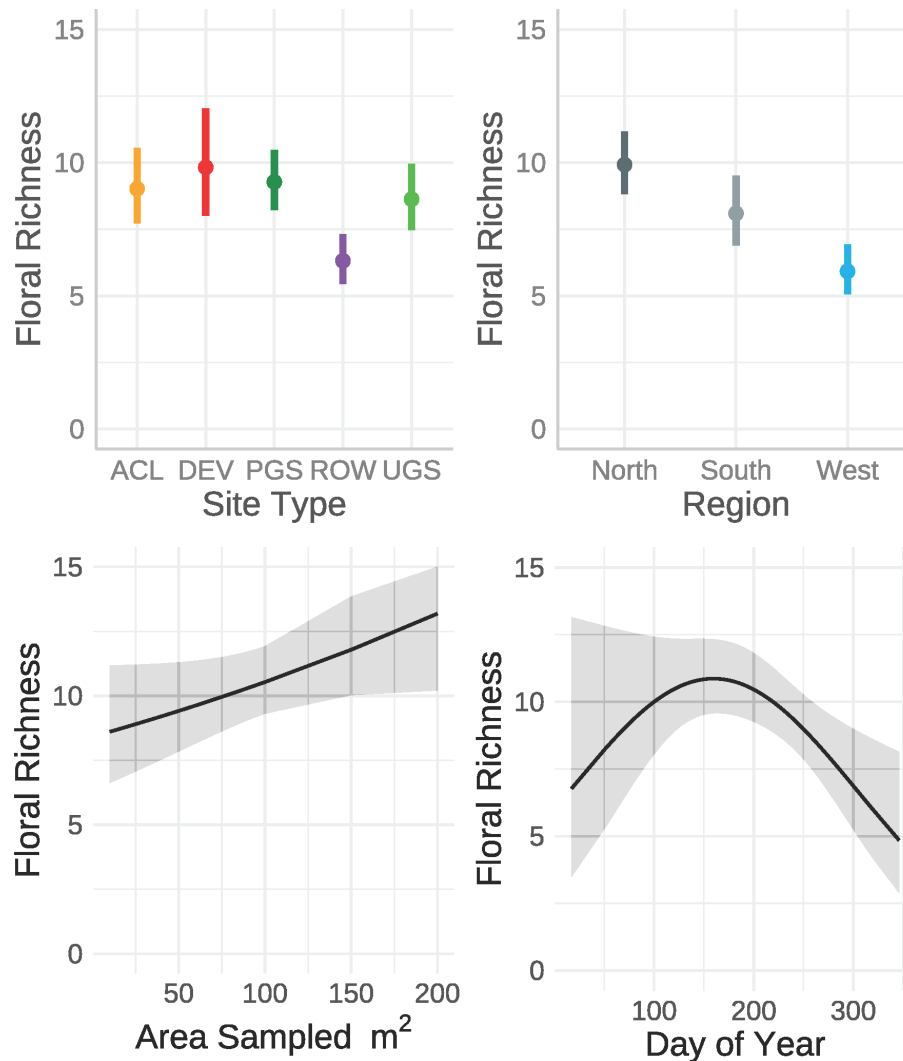 Floral Richness
15
10
5
0
ACL DEV PGS ROW UGS
Site Type
Floral Richness
15
10
5
0
North South West
Region
Floral Richness
15
10
5
0
50 100 150 200
Area Sampled m²
Floral Richness
15
10
5
0
100 200 300
Day of Year